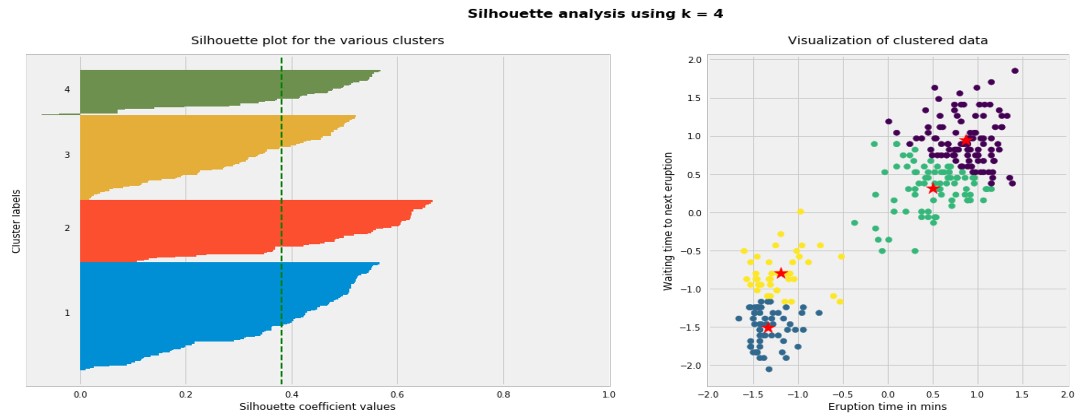 Silhouette analysis using k = 4
Silhouette plot for the various clusters
Cluster labels
4
3
2
1
0.0 0.2 0.4 0.6 0.8 1.0
Silhouette coefficient values
Visualization of clustered data
Waiting time to next eruption
2.0
1.5
1.0
0.5
0.0
−0.5
−1.0
−1.5
−2.0
−2.0 −1.5 −1.0 −0.5 0.0 0.5 1.0 1.5 2.0
Eruption time in mins